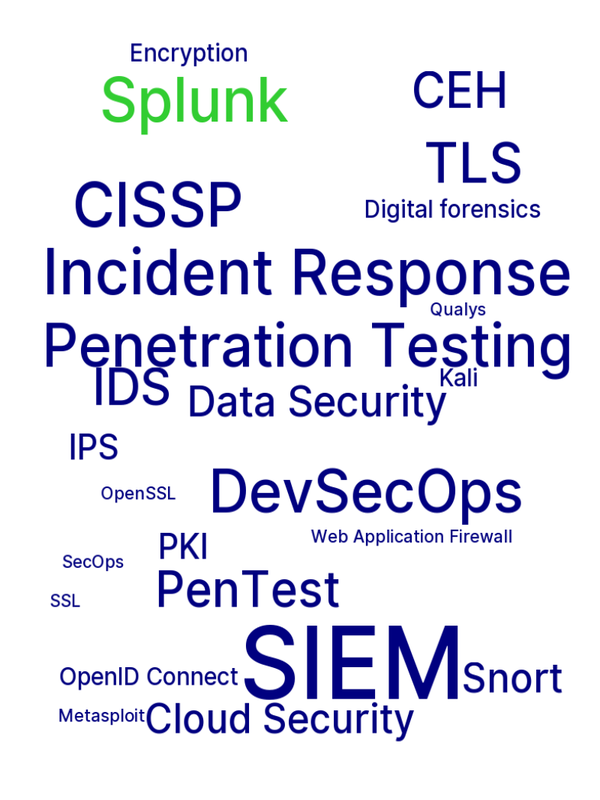 Encryption
Splunk
CEH
TLS
CISSP
Digital forensics
Incident Response
Qualys
Penetration Testing
Kali
IDS
Data Security
IPS
OpenSSL
DevSecOps
Web Application Firewall
PKI
SecOps
PenTest
SSL
SIEM
OpenID Connect
Snort
Metasploit
Cloud Security